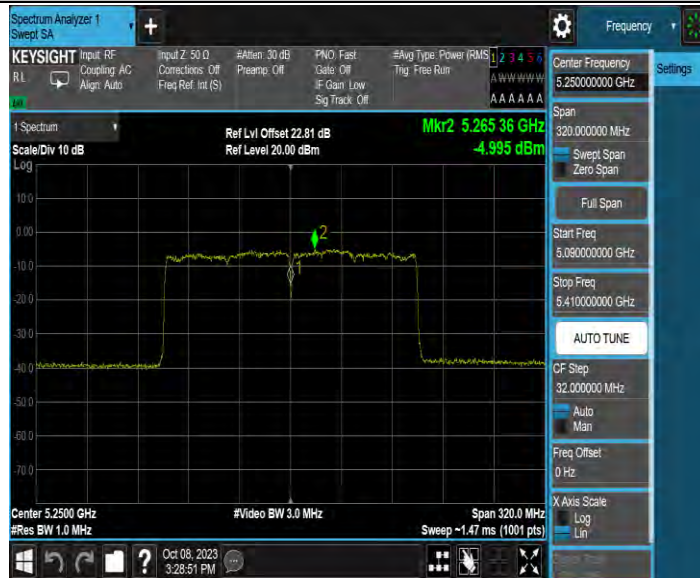 Spectrum Analyzer 1
Swept SA
+
Frequency
KEYSIGHT
RL
Input: RF
Coupling: AC
Align: Auto
Input Z: 50 Ω
Corrections: Off
Freq Ref: Int (S)
#Atten: 30 dB
Preamp: Off
PNO: Fast
Gate: Off
IF Gain: Low
Sig Track: Off
#Avg Type: Power (RMS
Trig: Free Run
1 2 3 4 5 6
A W W W W W
A A A A A A
Center Frequency
5.250000000 GHz
Settings
Span
320.000000 MHz
Swept Span
Zero Span
Full Span
Start Freq
5.090000000 GHz
Stop Freq
5.410000000 GHz
AUTO TUNE
CF Step
32.000000 MHz
Auto
Man
Freq Offset
0 Hz
X Axis Scale
Log
Lin
1 Spectrum
Scale/Div 10 dB
Ref Lvl Offset 22.81 dB
Ref Level 20.00 dBm
Mkr2 5.265 36 GHz
-4.995 dBm
Log
10.0
0.00
-10.0
-20.0
-30.0
-40.0
-50.0
-60.0
-70.0
2
1
Center 5.2500 GHz
#Res BW 1.0 MHz
#Video BW 3.0 MHz
Span 320.0 MHz
Sweep ~1.47 ms (1001 pts)
?
Oct 08, 2023
3:28:51 PM